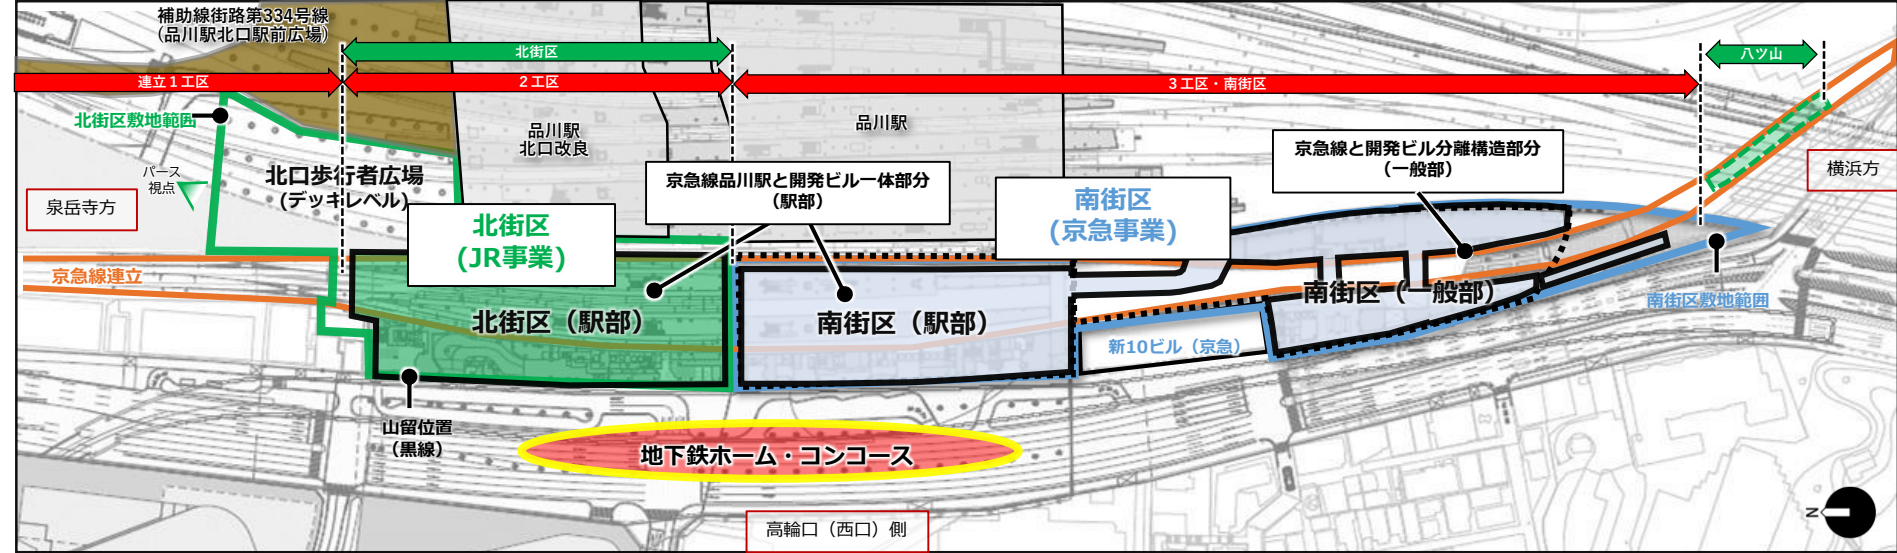 補助線街路第334号線
（品川駅北口駅前広場）
北街区
八ツ山
連立１工区
２工区
３工区・南街区
北街区敷地範囲
品川駅
北口改良
品川駅
京急線と開発ビル分離構造部分
（一般部）
横浜方
パース
視点
北口歩行者広場
(デッキレベル)
京急線品川駅と開発ビル一体部分
（駅部）
泉岳寺方
北街区
(JR事業)
南街区
(京急事業)
京急線連立
北街区（駅部）
南街区（駅部）
南街区（一般部）
南街区敷地範囲
新10ビル（京急）
山留位置
（黒線）
地下鉄ホーム・コンコース
高輪口（西口）側
N